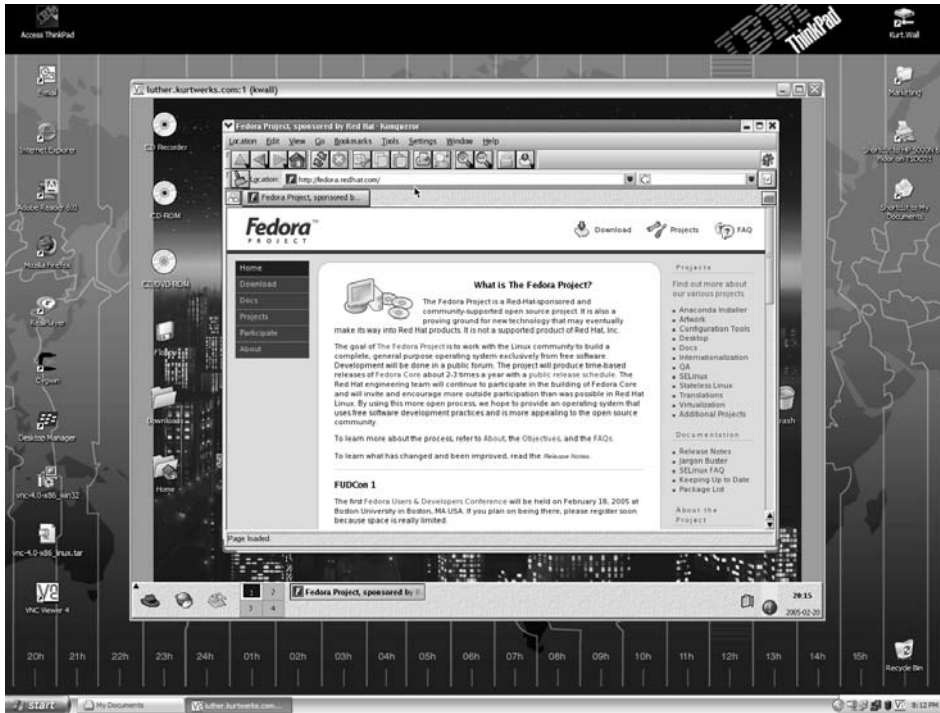 Access ThinkPad
IBM
ThinkPad
Kurt.Wall
luther.kurtwerks.com:1 (kwall)
Marketing
Internet Explorer
Adobe Reader 6.0
Shortcut to My
Documents
Mozilla Firefox
RealPlayer
Cygwin
Desktop Manager
vnc-4.0-x86_win32
vnc-4.0-x86_linux.tar
VNC Viewer 4
CD Recorder
CD-ROM
CD/DVD-ROM
Floppy
Download
Home
Fedora Project, sponsored by Red Hat - Konqueror
Location Edit View Go Bookmarks Tools Settings Window Help
Location: http://fedora.redhat.com/
Fedora Project, sponsored b...
Fedora™
PROJECT
Download Projects FAQ
Home
Download
Docs
Projects
Participate
About
What is The Fedora Project?
The Fedora Project is a Red-Hat-sponsored and
community-supported open source project. It is also a
proving ground for new technology that may eventually
make its way into Red Hat products. It is not a supported product of Red Hat, Inc.
The goal of The Fedora Project is to work with the Linux community to build a
complete, general purpose operating system exclusively from free software.
Development will be done in a public forum. The project will produce time-based
releases of Fedora Core about 2-3 times a year with a public release schedule. The
Red Hat engineering team will continue to participate in the building of Fedora Core
and will invite and encourage more outside participation than was possible in Red Hat
Linux. By using this more open process, we hope to provide an operating system that
uses free software development practices and is more appealing to the open source
community.
To learn more about the process, refer to About, the Objectives, and the FAQs.
To learn what has changed and been improved, read the Release Notes.
FUDCon 1
The first Fedora Users & Developers Conference will be held on February 18, 2005 at
Boston University in Boston, MA USA. If you plan on being there, please register soon
because space is really limited.
Projects
Find out more about
our various projects.
Anaconda Installer
Artwork
Configuration Tools
Desktop
Docs
Internationalization
QA
SELinux
Stateless Linux
Translations
Virtualization
Additional Projects
Documentation
Release Notes
Jargon Buster
SELinux FAQ
Keeping Up to Date
Package List
About the
Project
Page loaded.
1 2
3 4
Fedora Project, sponsored by R
20:15
2005-02-20
20h 21h 22h 23h 24h 01h 02h 03h 04h 05h 06h 07h 08h 09h 10h 11h 12h 13h 14h 15h
Recycle Bin
start
My Documents
luther.kurtwerks.com...
8:12 PM